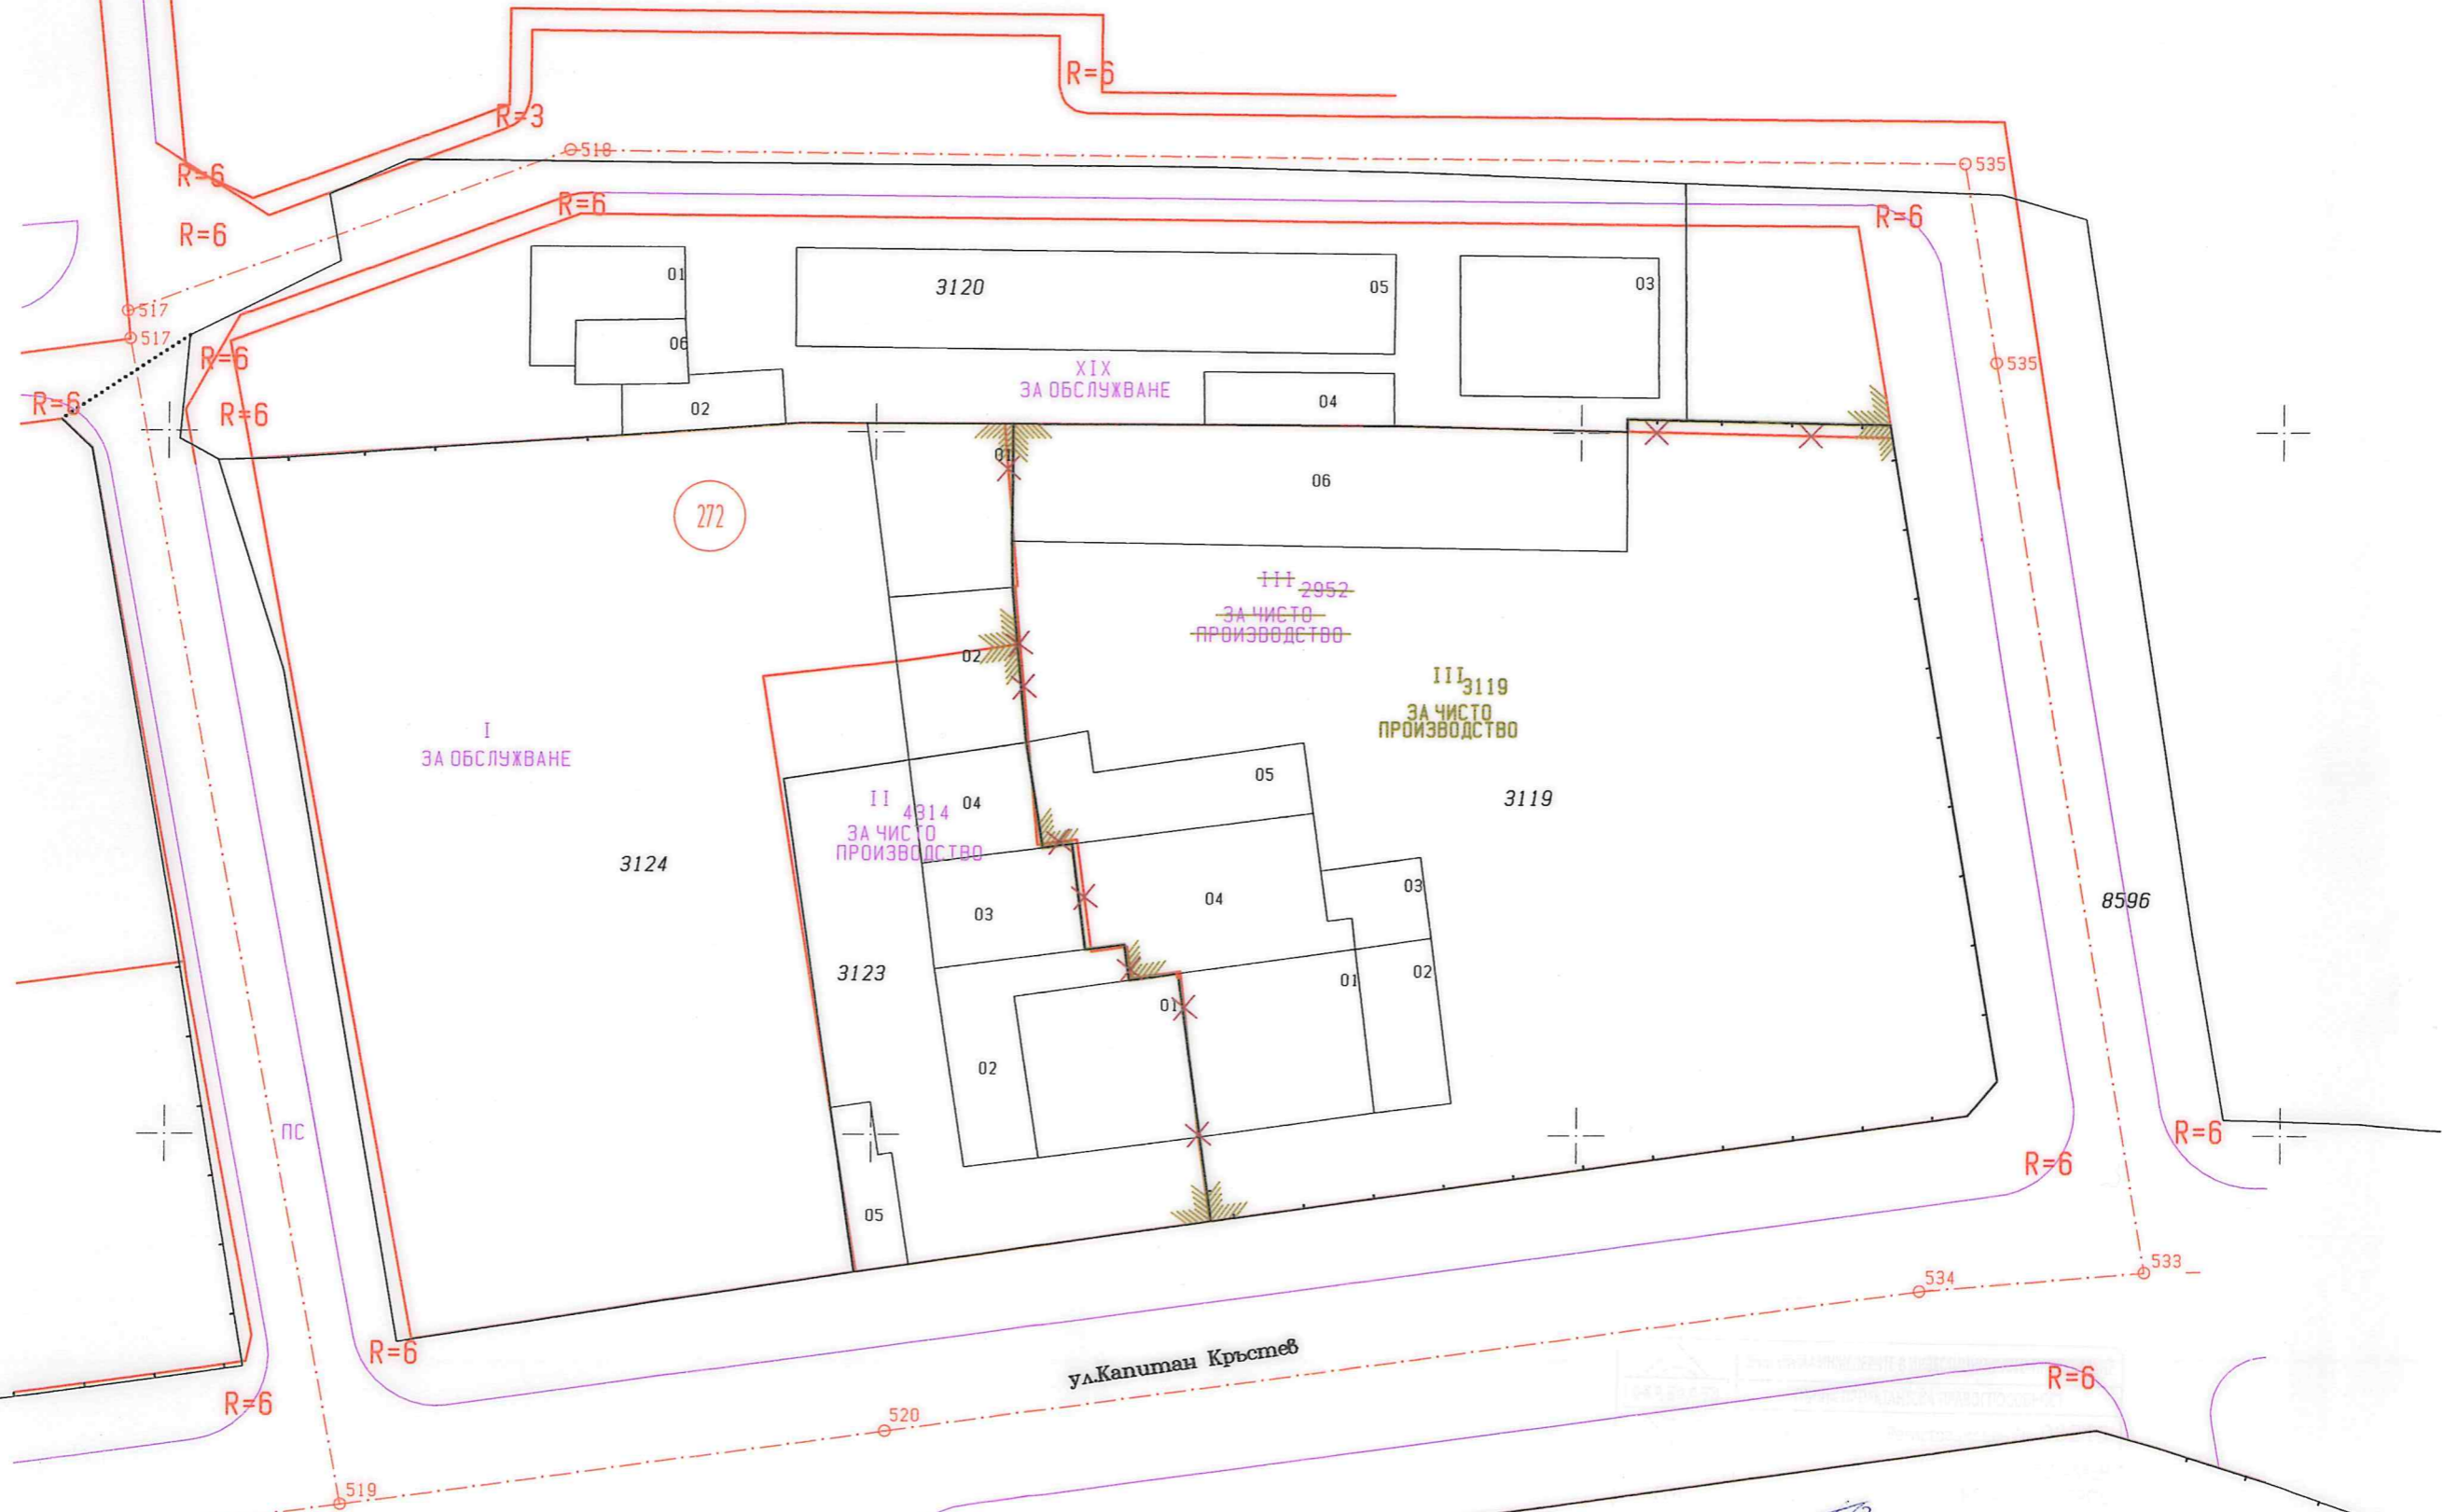 R=6
R=3
518
535
R=6
R=6
R=6
R=6
01
3120
05
03
517
06
517
535
R=6
XIX
ЗА ОБСЛУЖВАНЕ
R=6
R=6
02
04
01
06
272
III 2952
ЗА ЧИСТО
ПРОИЗВОДСТВО
02
III 3119
ЗА ЧИСТО
ПРОИЗВОДСТВО
I
ЗА ОБСЛУЖВАНЕ
05
II 4314
04
ЗА ЧИСТО
ПРОИЗВОДСТВО
3119
3124
03
04
03
8596
3123
01
01
02
02
ПС
R=6
R=6
05
533
534
R=6
ул.Капитан Кръстев
R=6
R=6
520
519